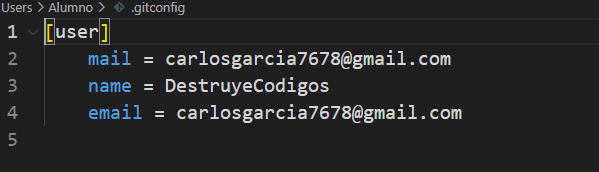 Users > Alumno > .gitconfig
1 [user]
2 mail = carlosgarcia7678@gmail.com
3 name = DestruyeCodigos
4 email = carlosgarcia7678@gmail.com
5